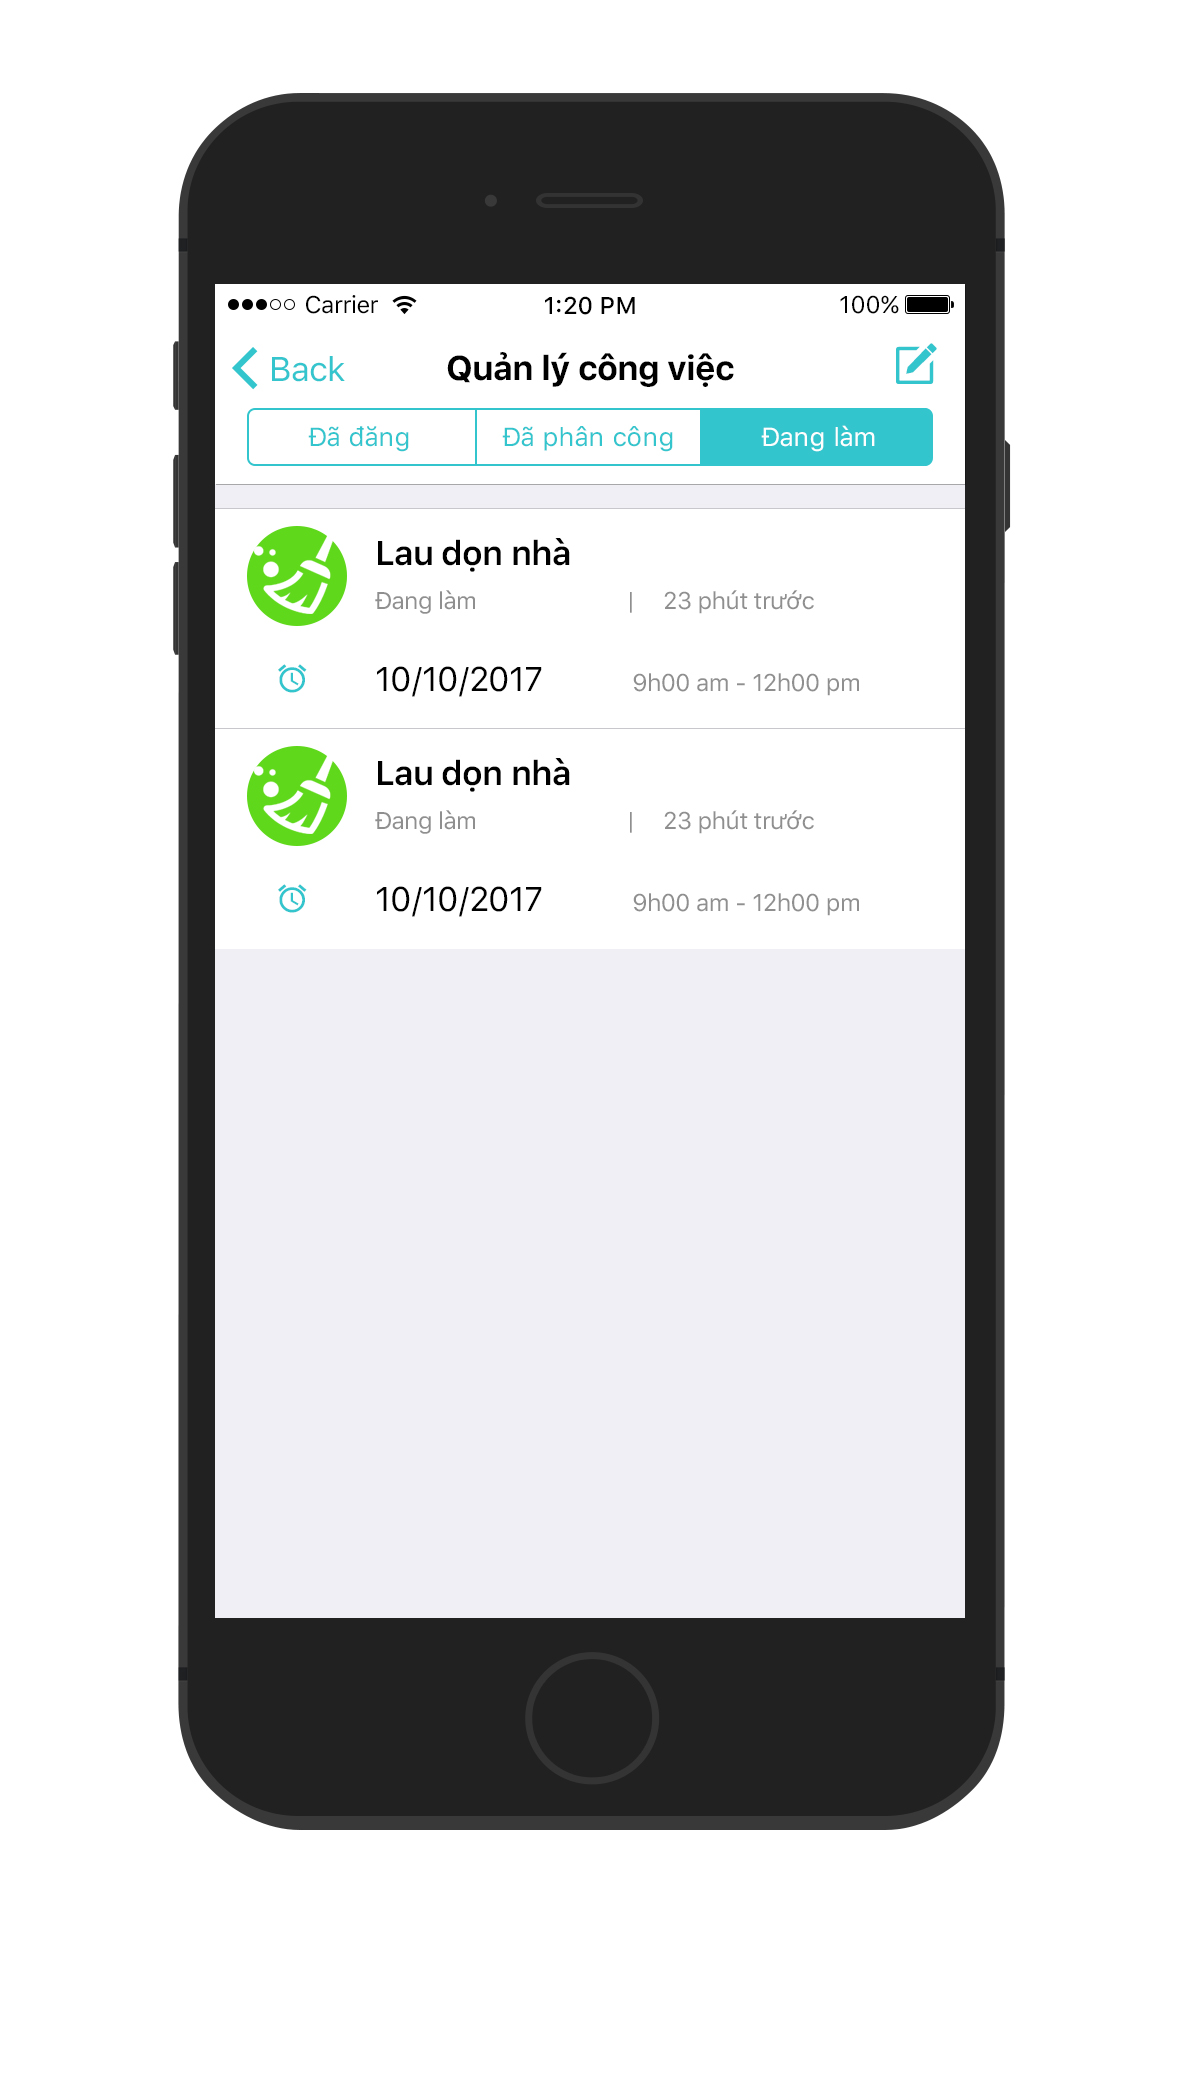 Carrier 1:20 PM 100%
Back Quản lý công việc
Đã đăng Đã phân công Đang làm
Lau dọn nhà
Đang làm | 23 phút trước
10/10/2017 9h00 am - 12h00 pm
Lau dọn nhà
Đang làm | 23 phút trước
10/10/2017 9h00 am - 12h00 pm